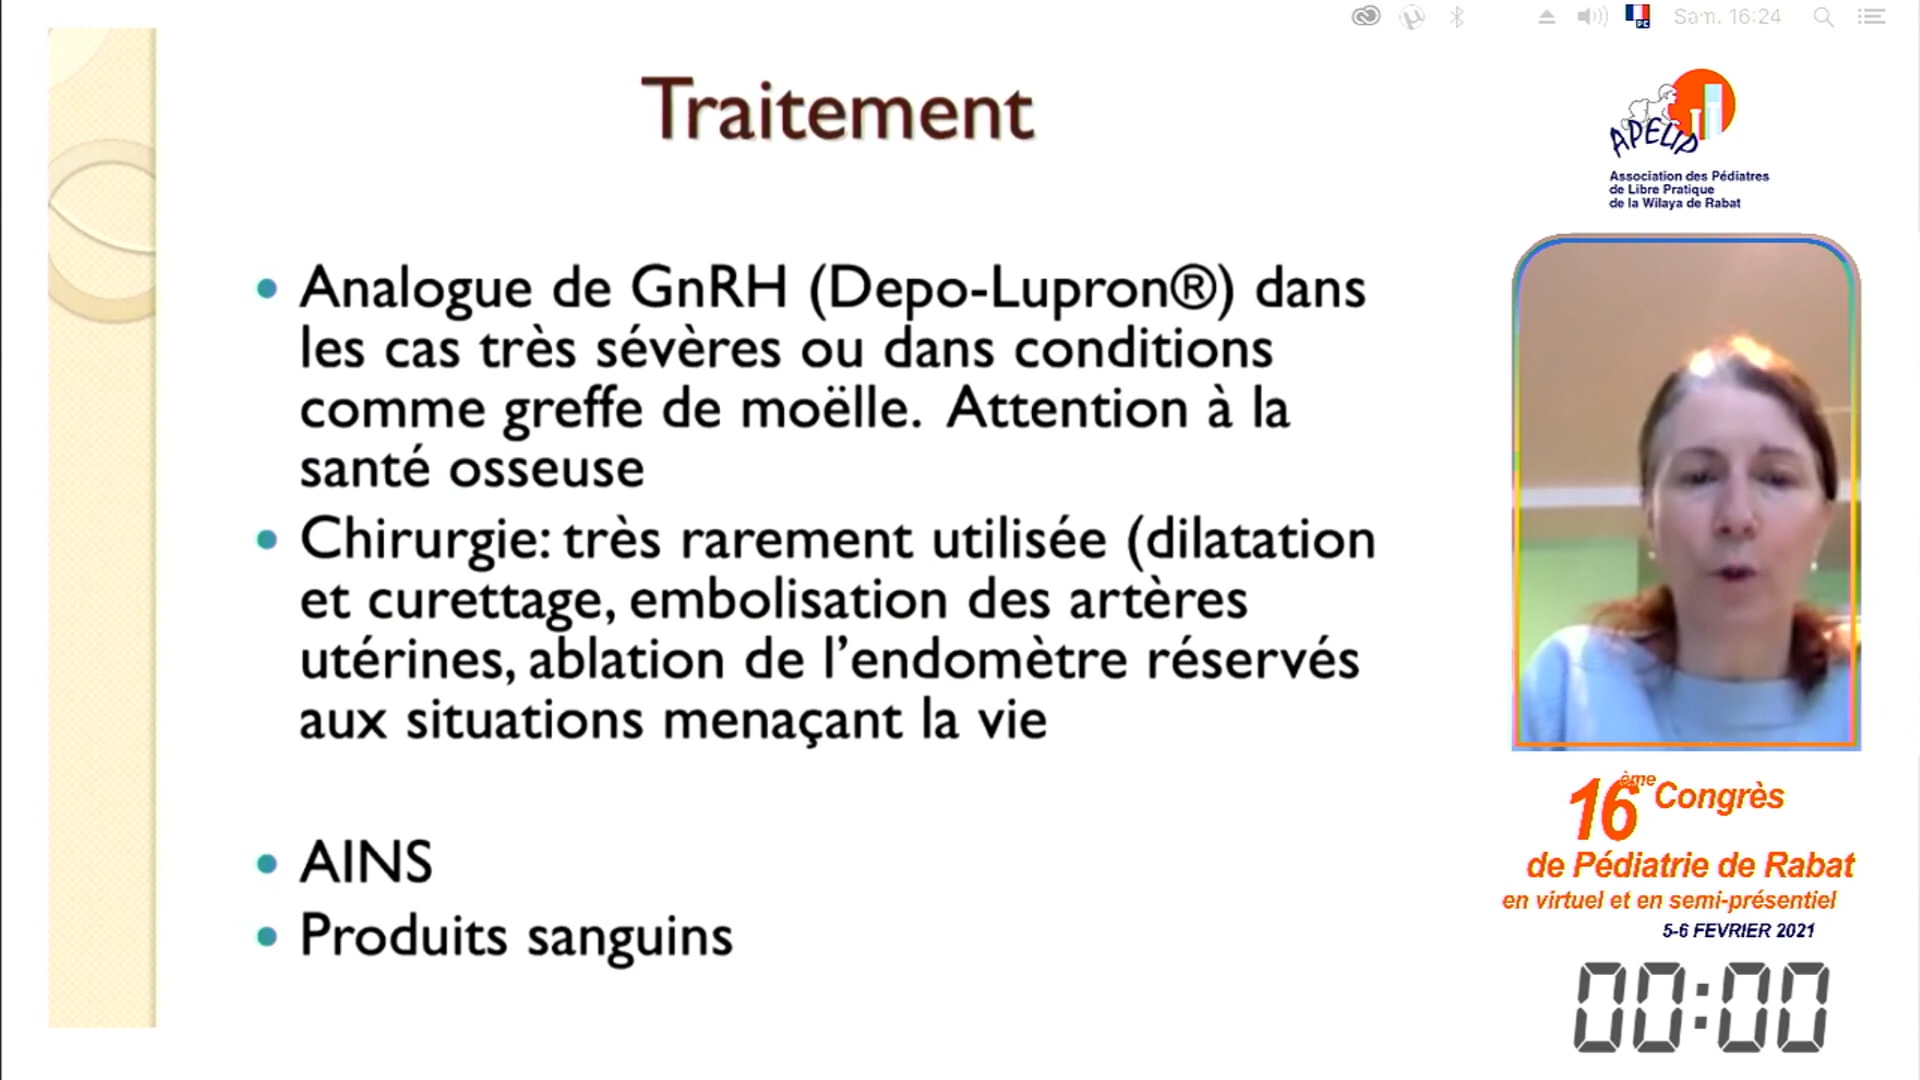 Sam. 16:24
Traitement
• Analogue de GnRH (Depo-Lupron®) dans
les cas très sévères ou dans conditions
comme greffe de moëlle. Attention à la
santé osseuse
• Chirurgie: très rarement utilisée (dilatation
et curettage, embolisation des artères
utérines, ablation de l’endomètre réservés
aux situations menaçant la vie
• AINS
• Produits sanguins
APELIP
Association des Pédiatres
de Libre Pratique
de la Wilaya de Rabat
16ème Congrès
de Pédiatrie de Rabat
en virtuel et en semi-présentiel
5-6 FEVRIER 2021
00:00